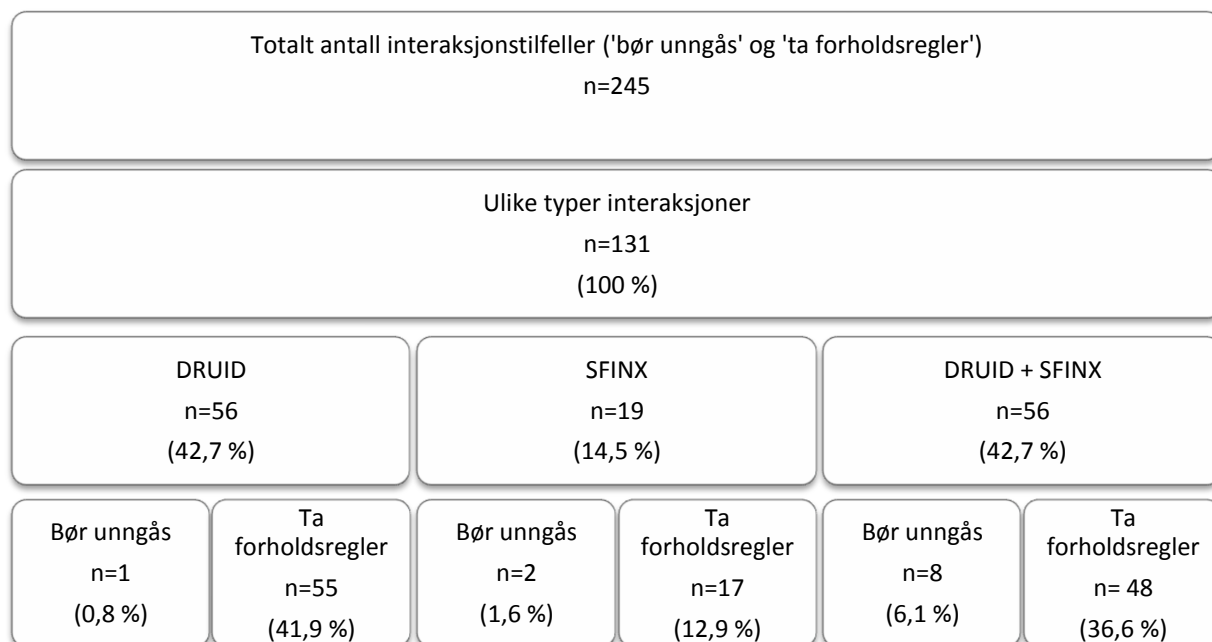 Totalt antall interaksjonstilfeller ('bør unngås' og 'ta forholdsregler')
n=245
Ulike typer interaksjoner
n=131
(100 %)
DRUID
n=56
(42,7 %)
SFINX
n=19
(14,5 %)
DRUID + SFINX
n=56
(42,7 %)
Bør unngås
n=1
(0,8 %)
Ta
forholdsregler
n=55
(41,9 %)
Bør unngås
n=2
(1,6 %)
Ta
forholdsregler
n=17
(12,9 %)
Bør unngås
n=8
(6,1 %)
Ta
forholdsregler
n= 48
(36,6 %)